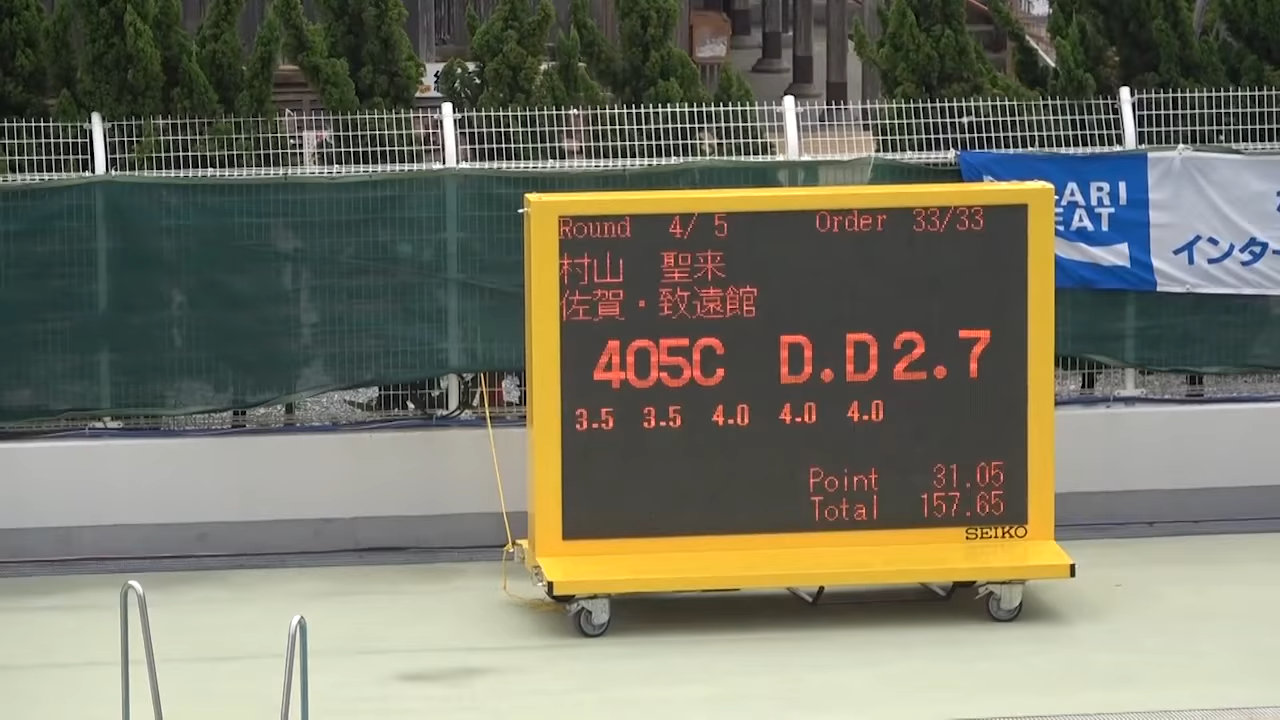 Round 4/ 5 Order 33/33
村山 聖来
佐賀・致遠館
405C D.D 2.7
3.5 3.5 4.0 4.0 4.0
Point 31.05
Total 157.65
SEIKO
ARI
EAT
インター